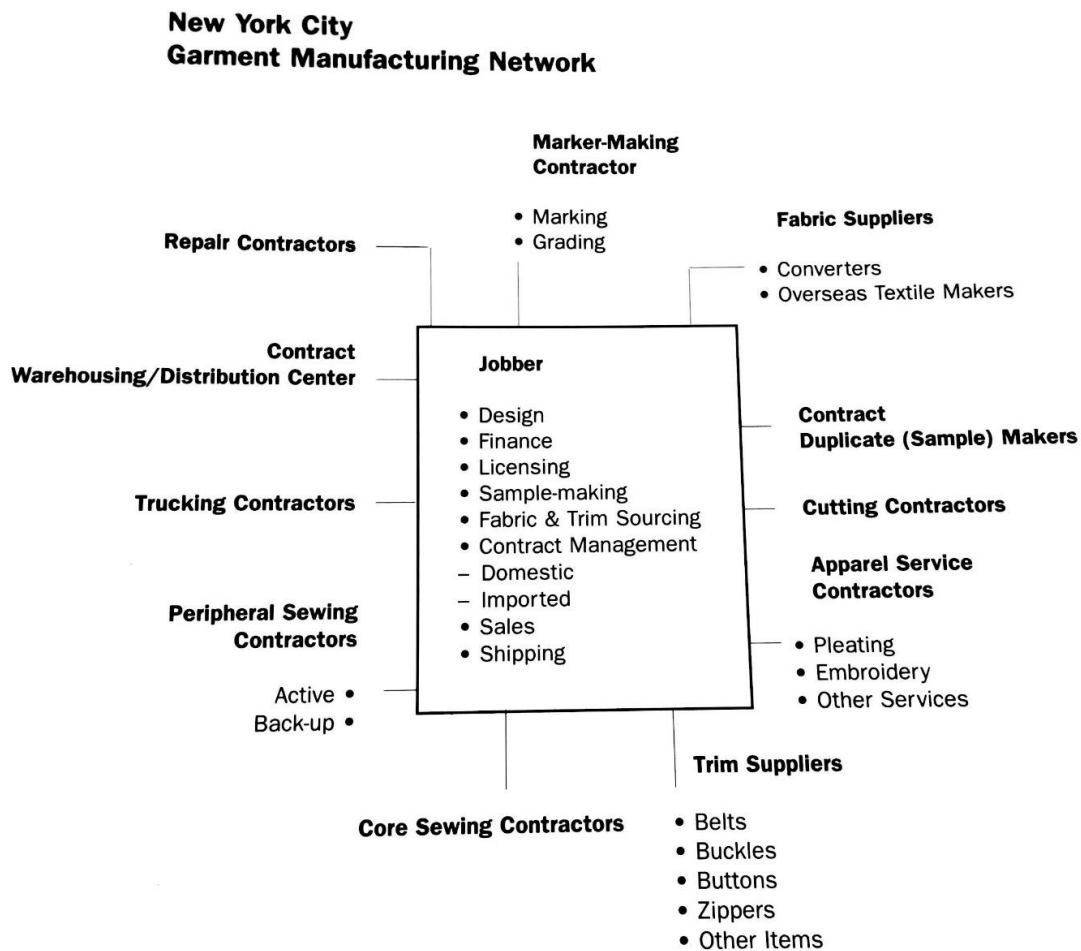 New York City
Garment Manufacturing Network
Marker-Making
Contractor
• Marking
• Grading
Fabric Suppliers
• Converters
• Overseas Textile Makers
Repair Contractors
Contract
Warehousing/Distribution Center
Jobber
• Design
• Finance
• Licensing
• Sample-making
• Fabric & Trim Sourcing
• Contract Management
– Domestic
– Imported
• Sales
• Shipping
Contract
Duplicate (Sample) Makers
Trucking Contractors
Cutting Contractors
Apparel Service
Contractors
• Pleating
• Embroidery
• Other Services
Peripheral Sewing
Contractors
Active •
Back-up •
Core Sewing Contractors
Trim Suppliers
• Belts
• Buckles
• Buttons
• Zippers
• Other Items